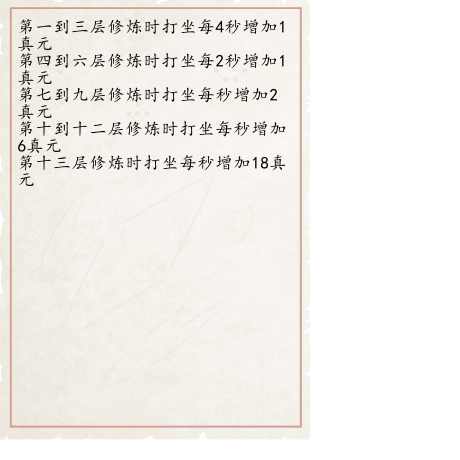 第一到三层修炼时打坐每4秒增加1
真元
第四到六层修炼时打坐每2秒增加1
真元
第七到九层修炼时打坐每秒增加2
真元
第十到十二层修炼时打坐每秒增加
6真元
第十三层修炼时打坐每秒增加18真
元